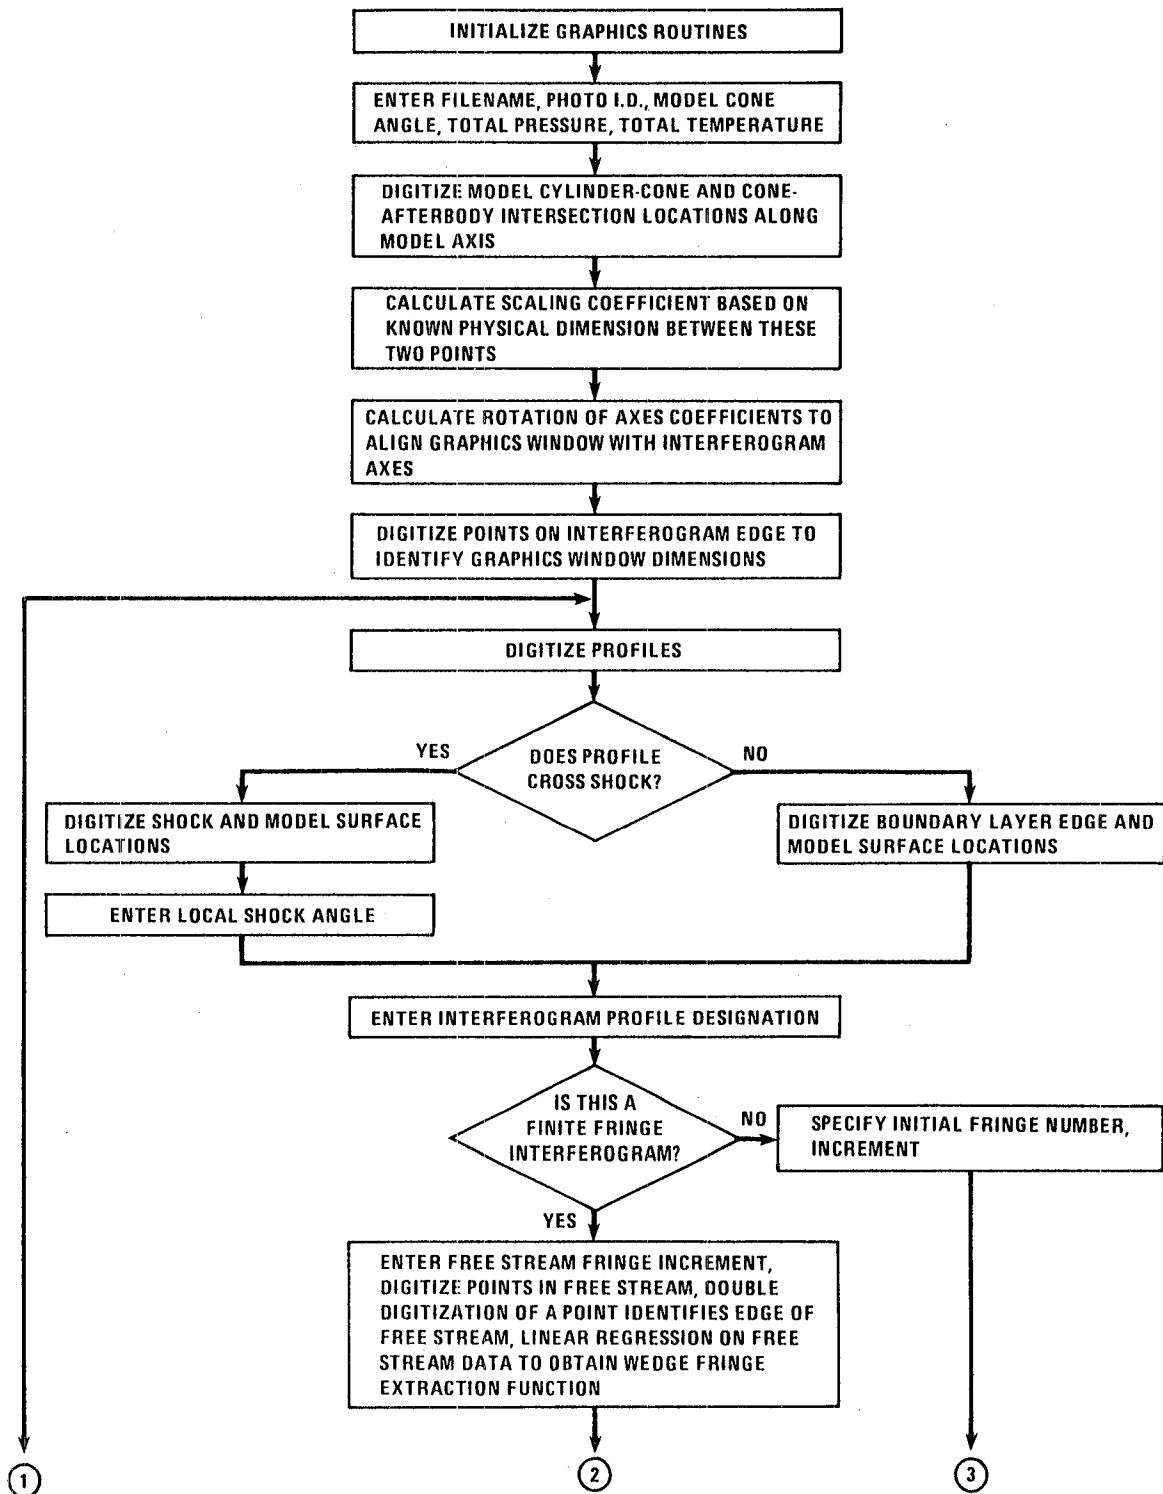 INITIALIZE GRAPHICS ROUTINES
ENTER FILENAME, PHOTO I.D., MODEL CONE
ANGLE, TOTAL PRESSURE, TOTAL TEMPERATURE
DIGITIZE MODEL CYLINDER-CONE AND CONE-
AFTERBODY INTERSECTION LOCATIONS ALONG
MODEL AXIS
CALCULATE SCALING COEFFICIENT BASED ON
KNOWN PHYSICAL DIMENSION BETWEEN THESE
TWO POINTS
CALCULATE ROTATION OF AXES COEFFICIENTS TO
ALIGN GRAPHICS WINDOW WITH INTERFEROGRAM
AXES
DIGITIZE POINTS ON INTERFEROGRAM EDGE TO
IDENTIFY GRAPHICS WINDOW DIMENSIONS
DIGITIZE PROFILES
DOES PROFILE
CROSS SHOCK?
YES
NO
DIGITIZE SHOCK AND MODEL SURFACE
LOCATIONS
ENTER LOCAL SHOCK ANGLE
DIGITIZE BOUNDARY LAYER EDGE AND
MODEL SURFACE LOCATIONS
ENTER INTERFEROGRAM PROFILE DESIGNATION
IS THIS A
FINITE FRINGE
INTERFEROGRAM?
NO
SPECIFY INITIAL FRINGE NUMBER,
INCREMENT
YES
ENTER FREE STREAM FRINGE INCREMENT,
DIGITIZE POINTS IN FREE STREAM, DOUBLE
DIGITIZATION OF A POINT IDENTIFIES EDGE OF
FREE STREAM, LINEAR REGRESSION ON FREE
STREAM DATA TO OBTAIN WEDGE FRINGE
EXTRACTION FUNCTION
1
2
3